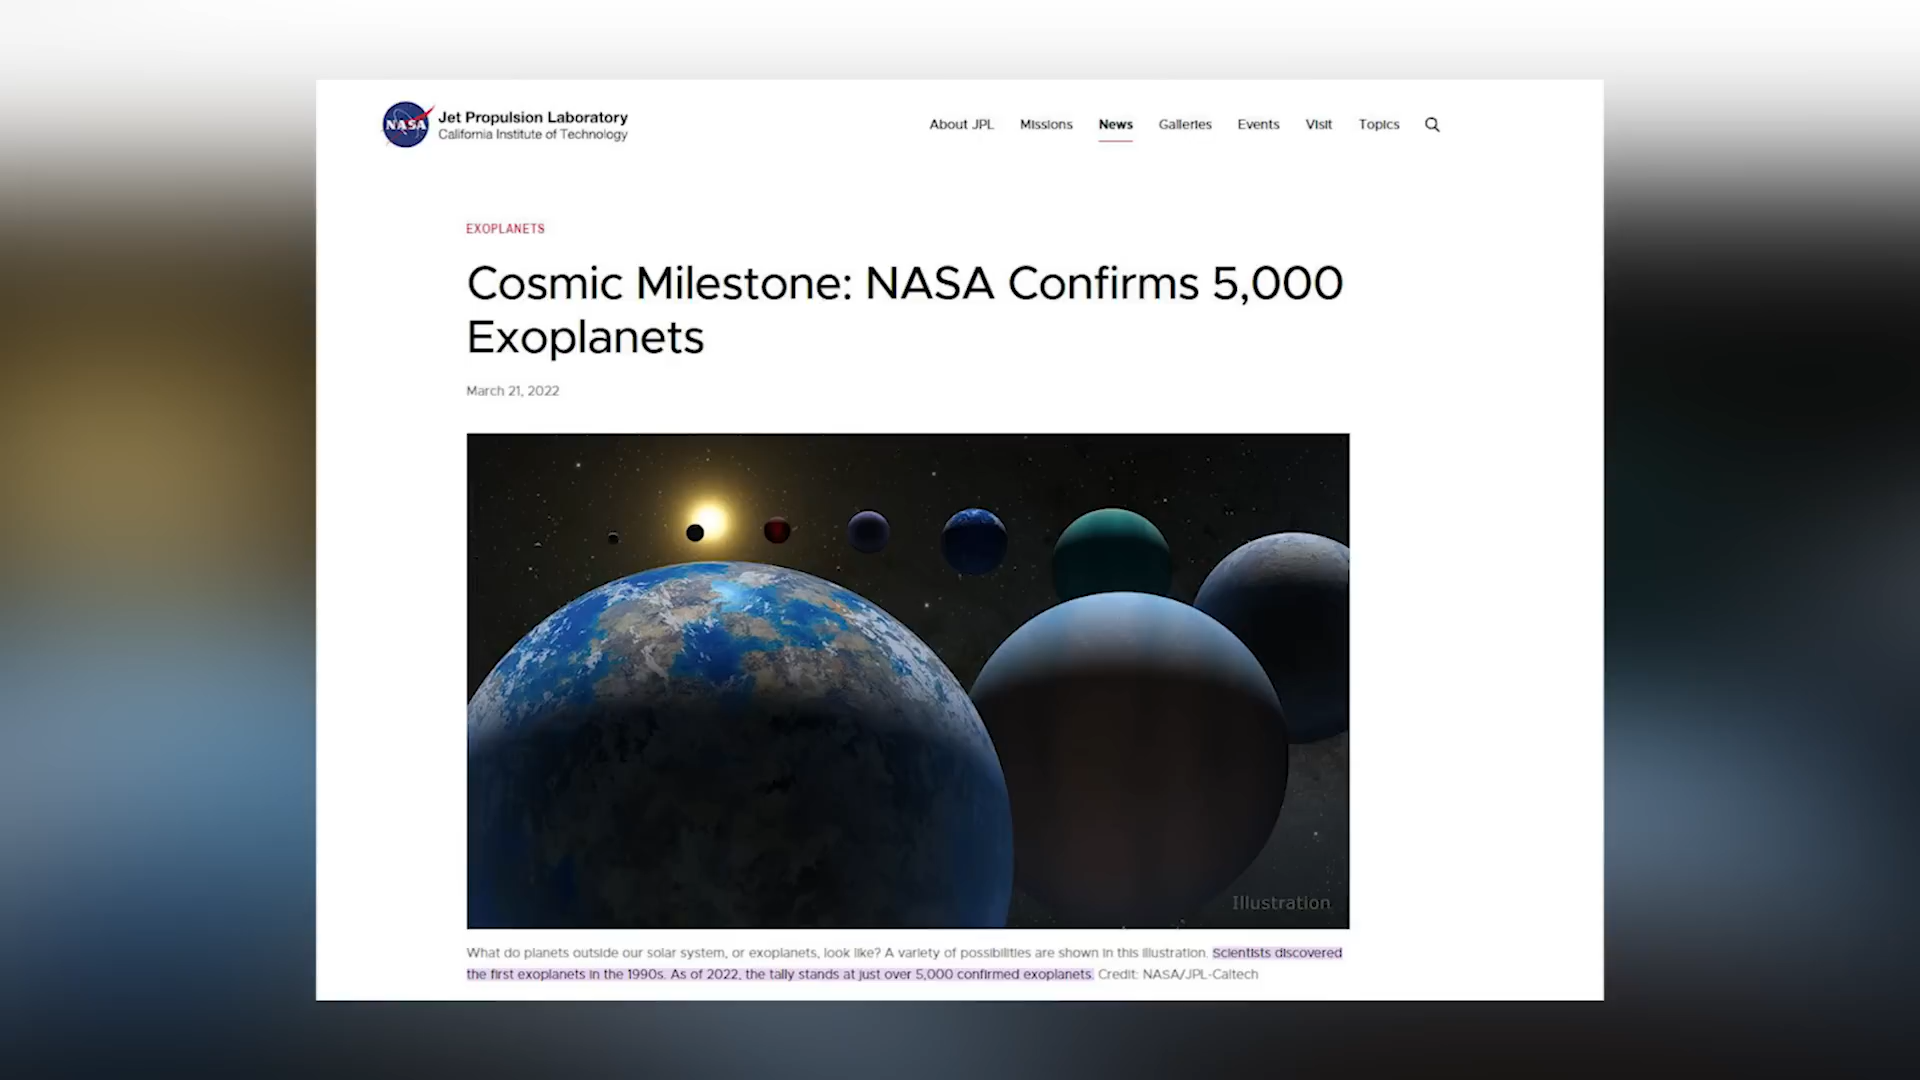 NASA
Jet Propulsion Laboratory
California Institute of Technology
About JPL Missions News Galleries Events Visit Topics
EXOPLANETS
Cosmic Milestone: NASA Confirms 5,000
Exoplanets
March 21, 2022
Illustration
What do planets outside our solar system, or exoplanets, look like? A variety of possibilities are shown in this illustration. Scientists discovered
the first exoplanets in the 1990s. As of 2022, the tally stands at just over 5,000 confirmed exoplanets. Credit: NASA/JPL-Caltech